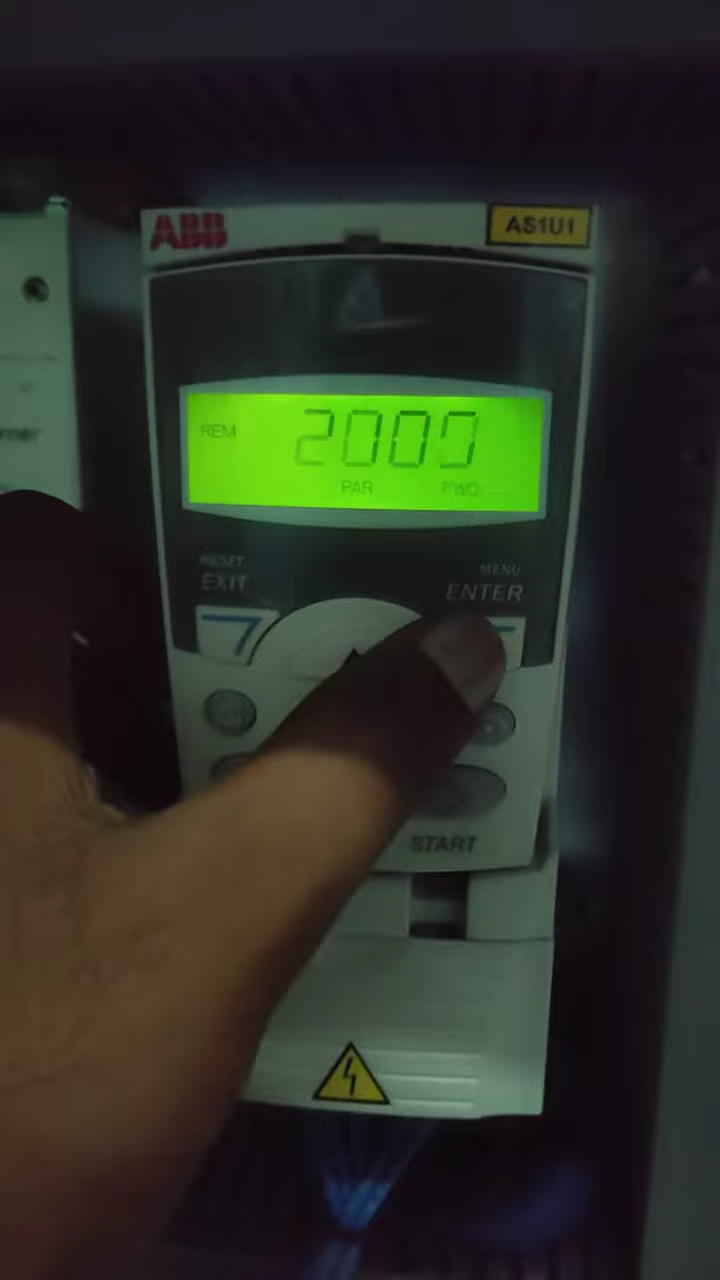 ABB
AS1U1
REM
2000
PAR FWD
RESET
EXIT
MENU
ENTER
START